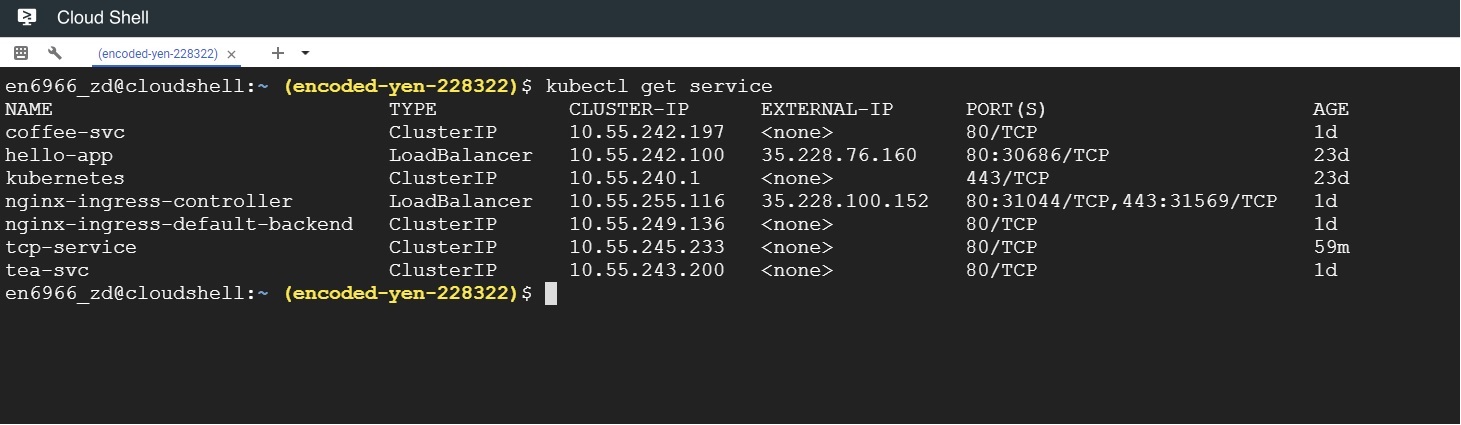 Cloud Shell
(encoded-yen-228322) × + ▾
en6966_zd@cloudshell:~ (encoded-yen-228322)$ kubectl get service
NAME TYPE CLUSTER-IP EXTERNAL-IP PORT(S) AGE
coffee-svc ClusterIP 10.55.242.197 <none> 80/TCP 1d
hello-app LoadBalancer 10.55.242.100 35.228.76.160 80:30686/TCP 23d
kubernetes ClusterIP 10.55.240.1 <none> 443/TCP 23d
nginx-ingress-controller LoadBalancer 10.55.255.116 35.228.100.152 80:31044/TCP,443:31569/TCP 1d
nginx-ingress-default-backend ClusterIP 10.55.249.136 <none> 80/TCP 1d
tcp-service ClusterIP 10.55.245.233 <none> 80/TCP 59m
tea-svc ClusterIP 10.55.243.200 <none> 80/TCP 1d
en6966_zd@cloudshell:~ (encoded-yen-228322)$